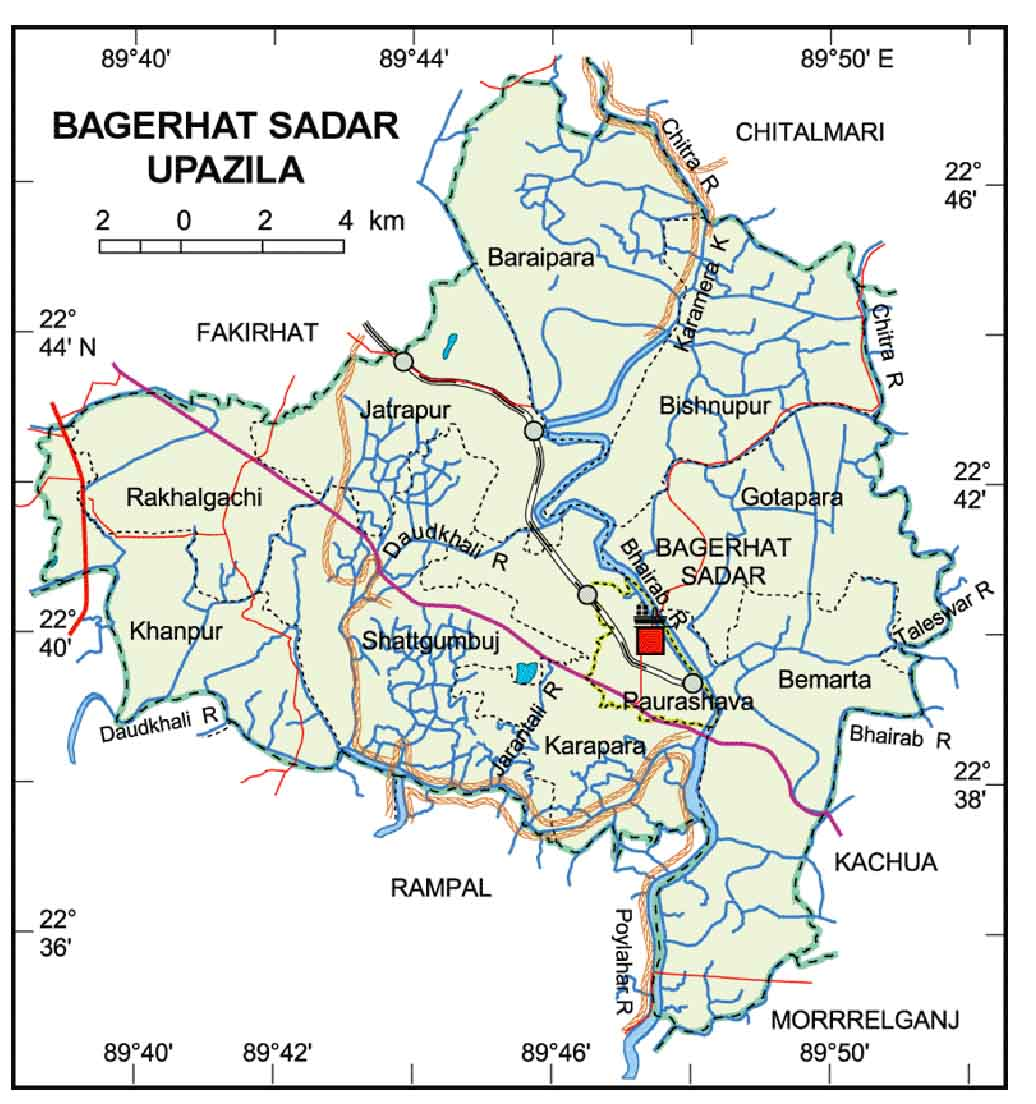 89°40' 89°44' 89°50' E
BAGERHAT SADAR
UPAZILA
2 0 2 4 km
CHITALMARI
Chitra R
22°
46'
Baraipara
Karamera K
22°
44' N
FAKIRHAT
Chitra R
Jatrapur
Bishnupur
Rakhalgachi
Gotapara
22°
42'
Daudkhali R
BAGERHAT
SADAR
Bhairab R
Taleswar R
22°
40'
Khanpur
Shattgumbuj
Bemarta
Paurashava
Daudkhali R
Jarantali R
Karapara
Bhairab R
22°
38'
KACHUA
RAMPAL
22°
36'
Poylahar R
MORRRELGANJ
89°40' 89°42' 89°46' 89°50'